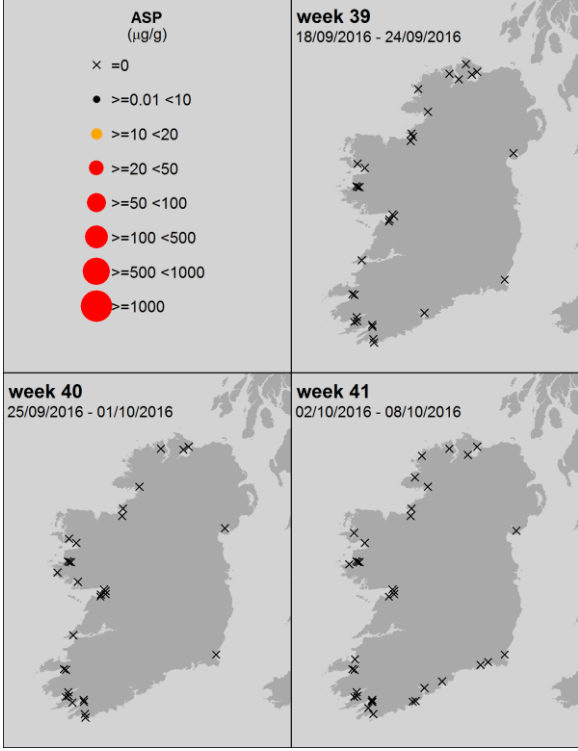 ASP
(µg/g)
=0
>=0.01 <10
>=10 <20
>=20 <50
>=50 <100
>=100 <500
>=500 <1000
>=1000
week 39
18/09/2016 - 24/09/2016
week 40
25/09/2016 - 01/10/2016
week 41
02/10/2016 - 08/10/2016